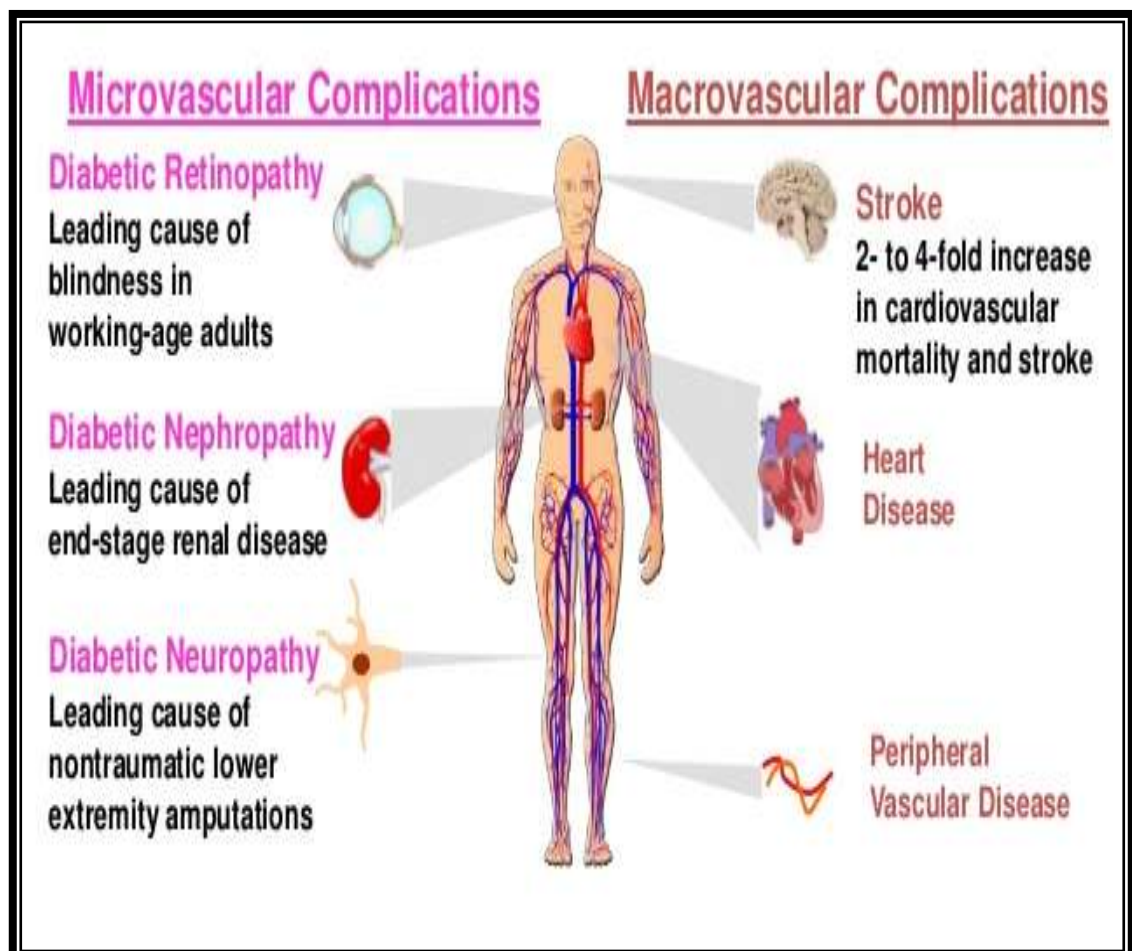 Microvascular Complications
Diabetic Retinopathy
Leading cause of
blindness in
working-age adults
Diabetic Nephropathy
Leading cause of
end-stage renal disease
Diabetic Neuropathy
Leading cause of
nontraumatic lower
extremity amputations
Macrovascular Complications
Stroke
2- to 4-fold increase
in cardiovascular
mortality and stroke
Heart
Disease
Peripheral
Vascular Disease